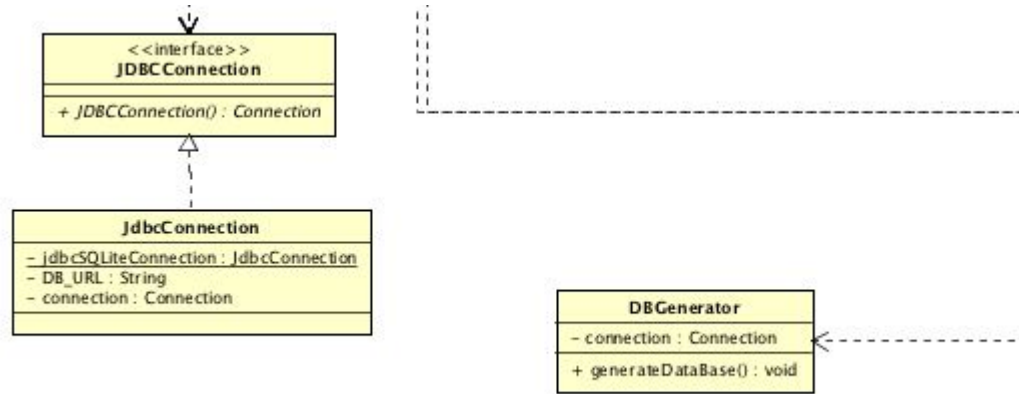 <<interface>>
JDBCConnection
+ JDBCConnection() : Connection
JdbcConnection
- jdbcSQLiteConnection : JdbcConnection
- DB_URL : String
- connection : Connection
DBGenerator
- connection : Connection
+ generateDataBase() : void